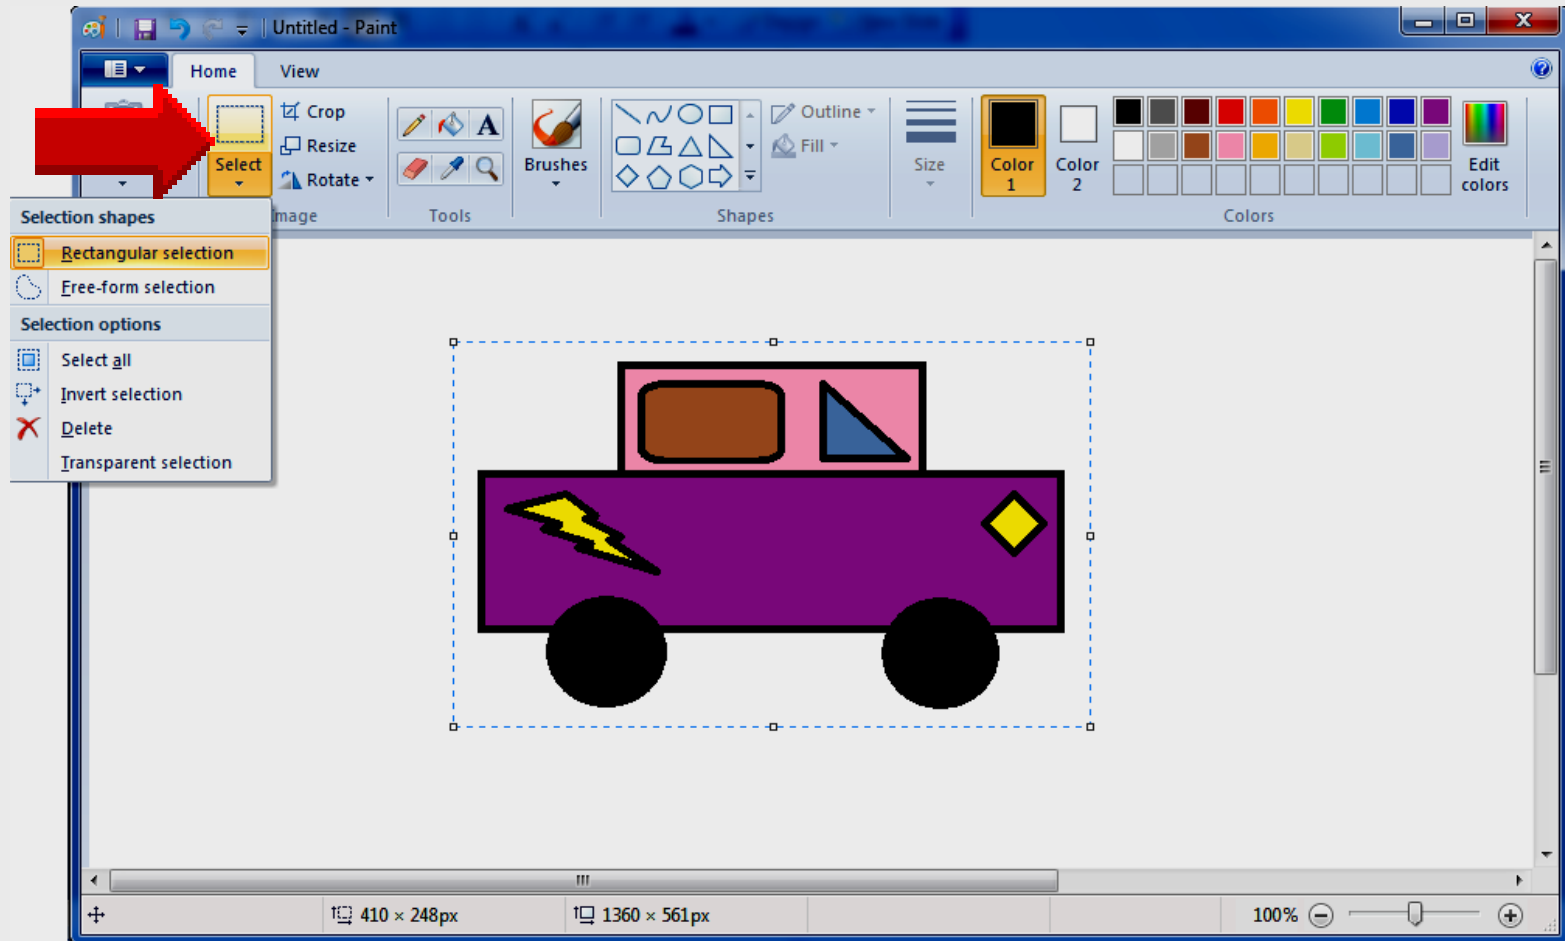 Untitled - Paint
Home View
Select
Crop
Resize
Rotate
Image
Tools
Brushes
Shapes
Outline
Fill
Size
Color 1
Color 2
Colors
Edit colors
Selection shapes
Rectangular selection
Free-form selection
Selection options
Select all
Invert selection
Delete
Transparent selection
410 × 248px
1360 × 561px
100%